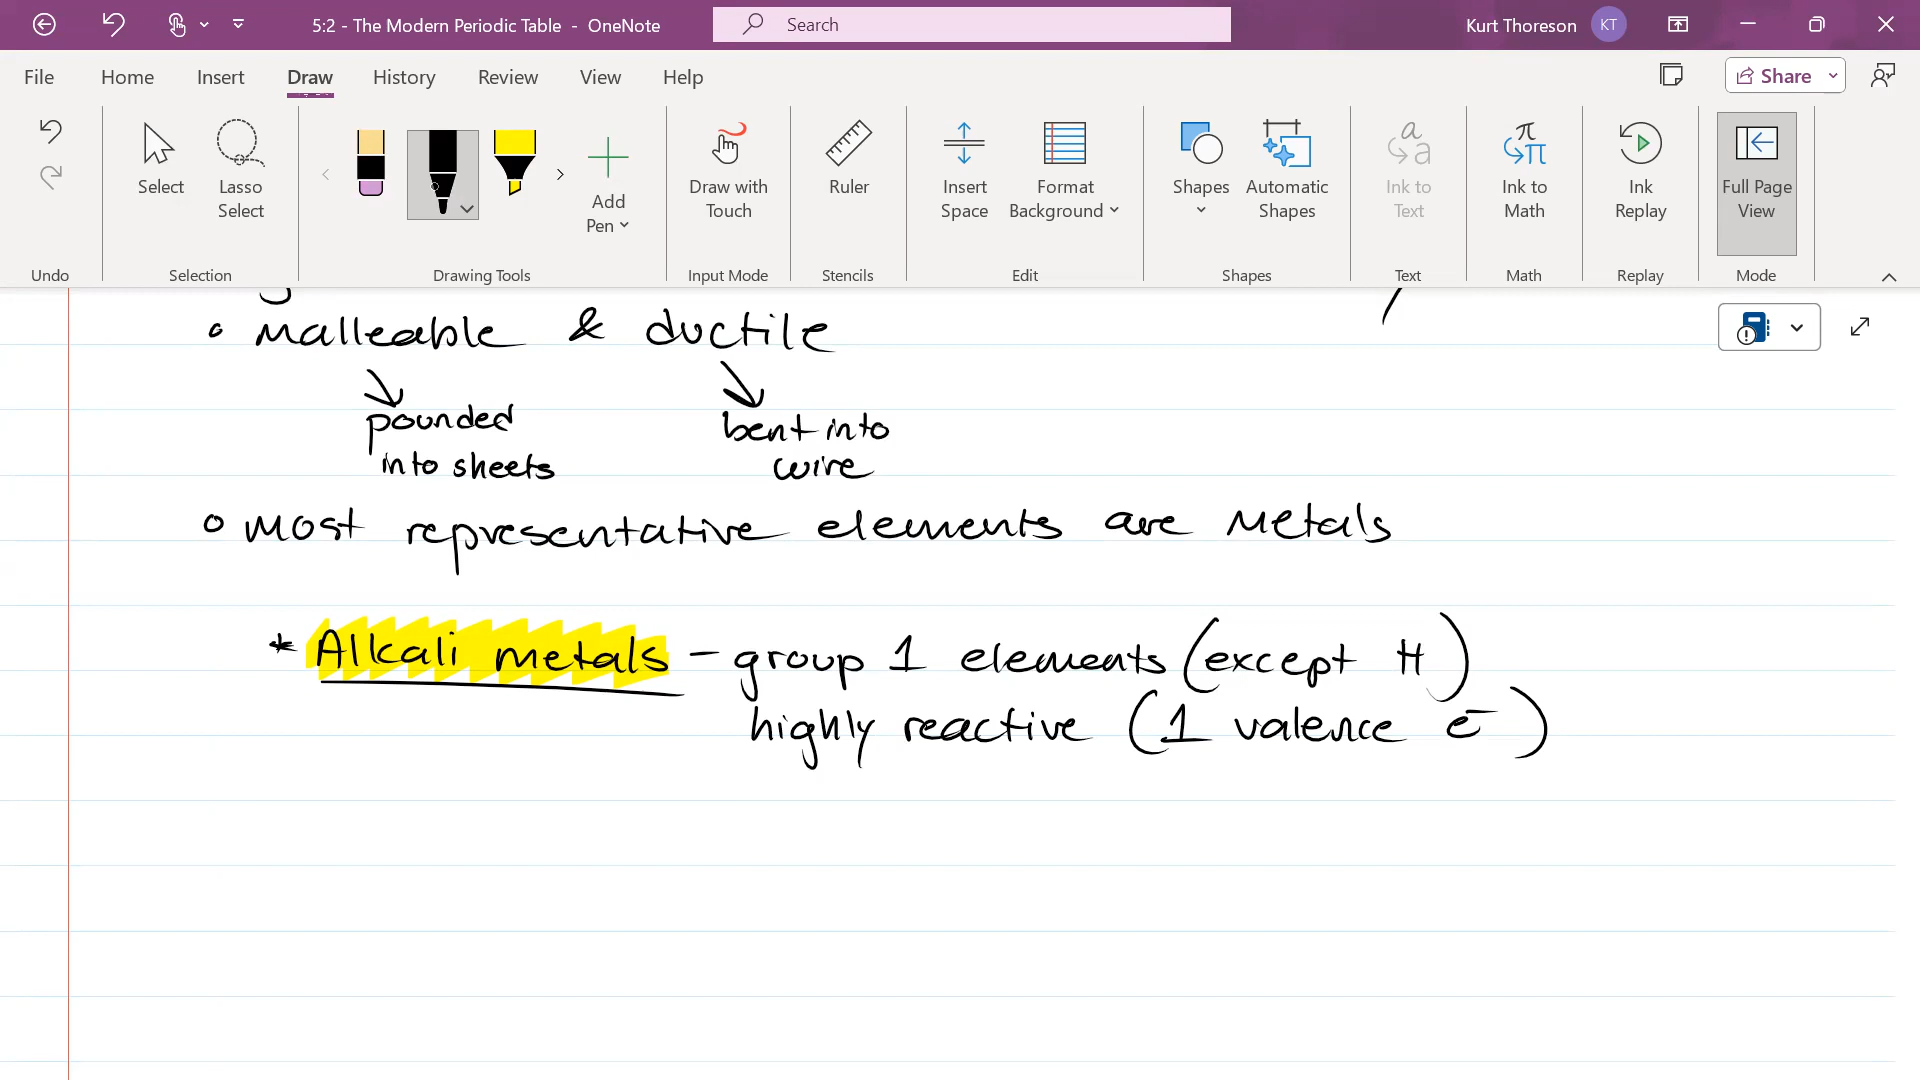 5:2 - The Modern Periodic Table - OneNote
Search
Kurt Thoreson KT
File Home Insert Draw History Review View Help
Share
Select
Lasso Select
Add Pen
Draw with Touch
Ruler
Insert Space
Format Background
Shapes
Automatic Shapes
Ink to Text
Ink to Math
Ink Replay
Full Page View
Undo Selection Drawing Tools Input Mode Stencils Edit Shapes Text Math Replay Mode
malleable & ductile
pounded bent into
into sheets wire
most representative elements are metals
* Alkali metals - group 1 elements (except H)
highly reactive (1 valence e⁻)